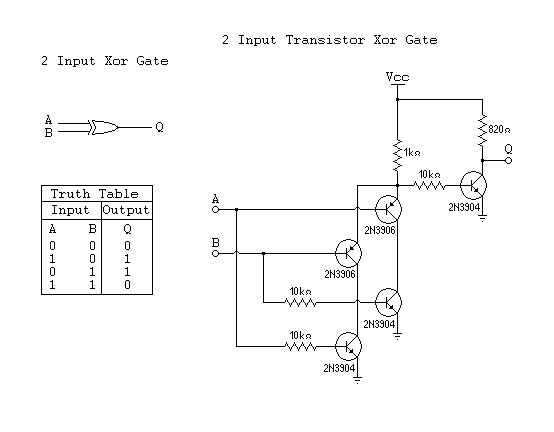 2 Input Transistor Xor Gate
2 Input Xor Gate
A
B
Q
Truth Table
Input Output
A B Q
0 0 0
1 0 1
0 1 1
1 1 0
Vcc
820Ω
1kΩ
Q
10kΩ
2N3904
A
2N3906
B
2N3906
10kΩ
2N3904
10kΩ
2N3904